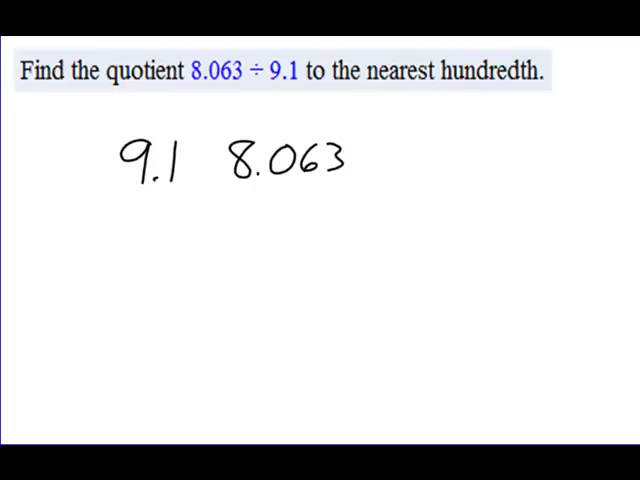 Find the quotient 8.063 ÷ 9.1 to the nearest hundredth.
9.1 8.063